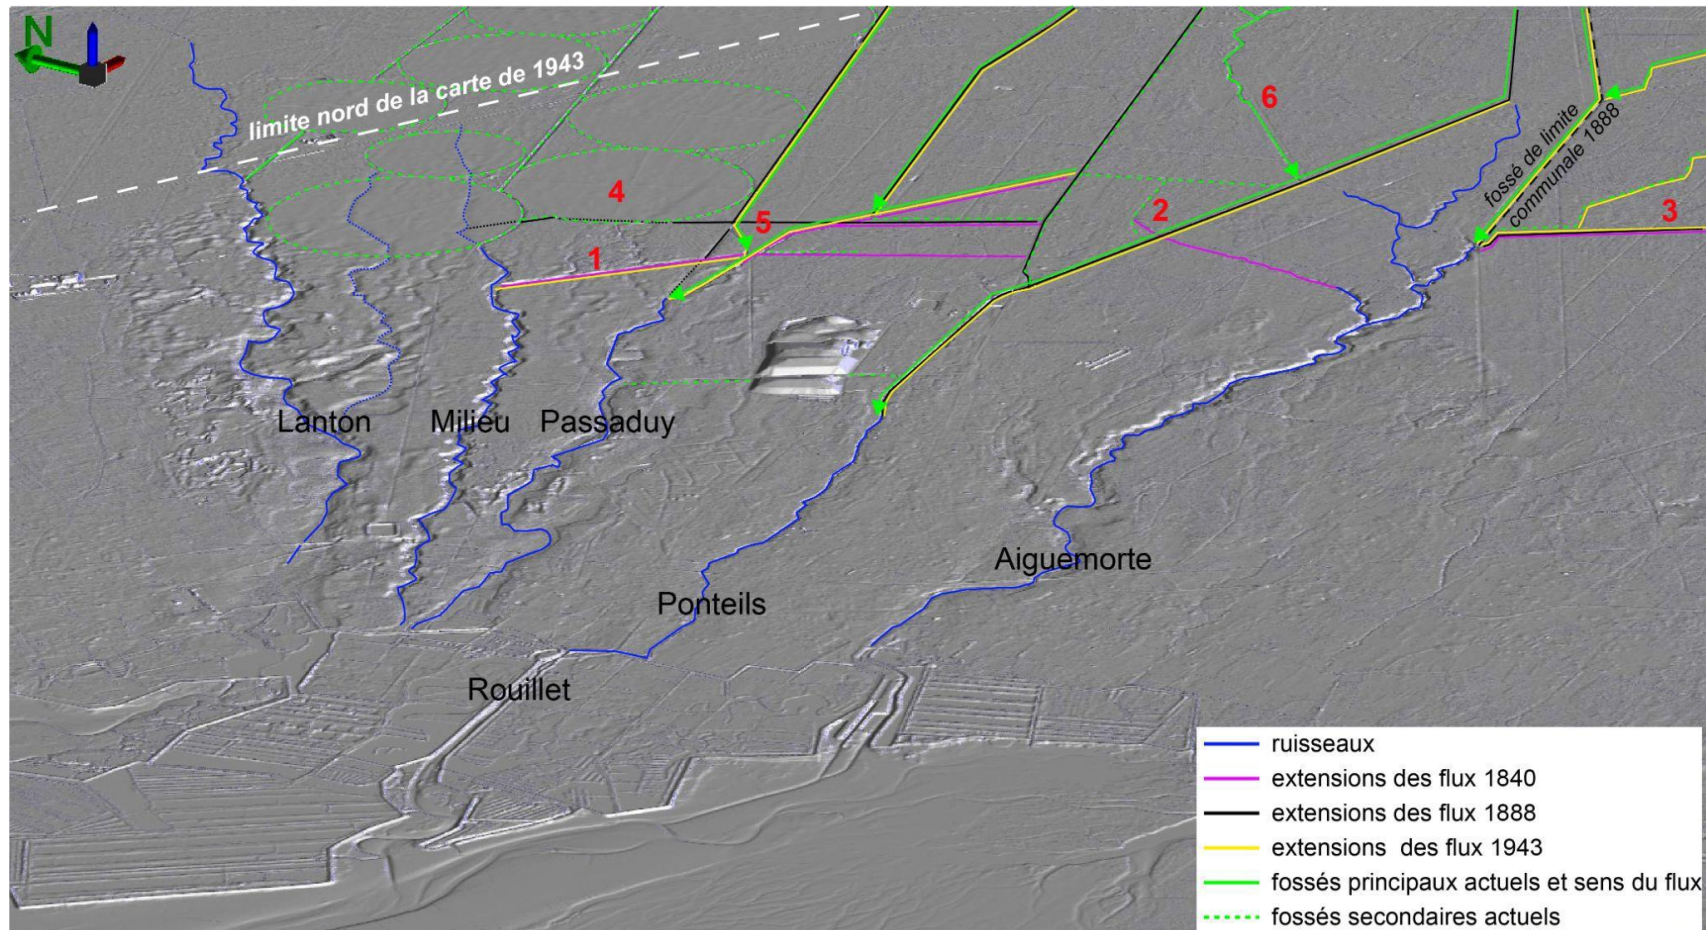 N
limite nord de la carte de 1943
6
fossé de limite
communale 1888
4
5
2
3
1
Lanton
Milieu
Passaduy
Aiguemorte
Ponteils
Rouillet
ruisseaux
extensions des flux 1840
extensions des flux 1888
extensions des flux 1943
fossés principaux actuels et sens du flux
fossés secondaires actuels